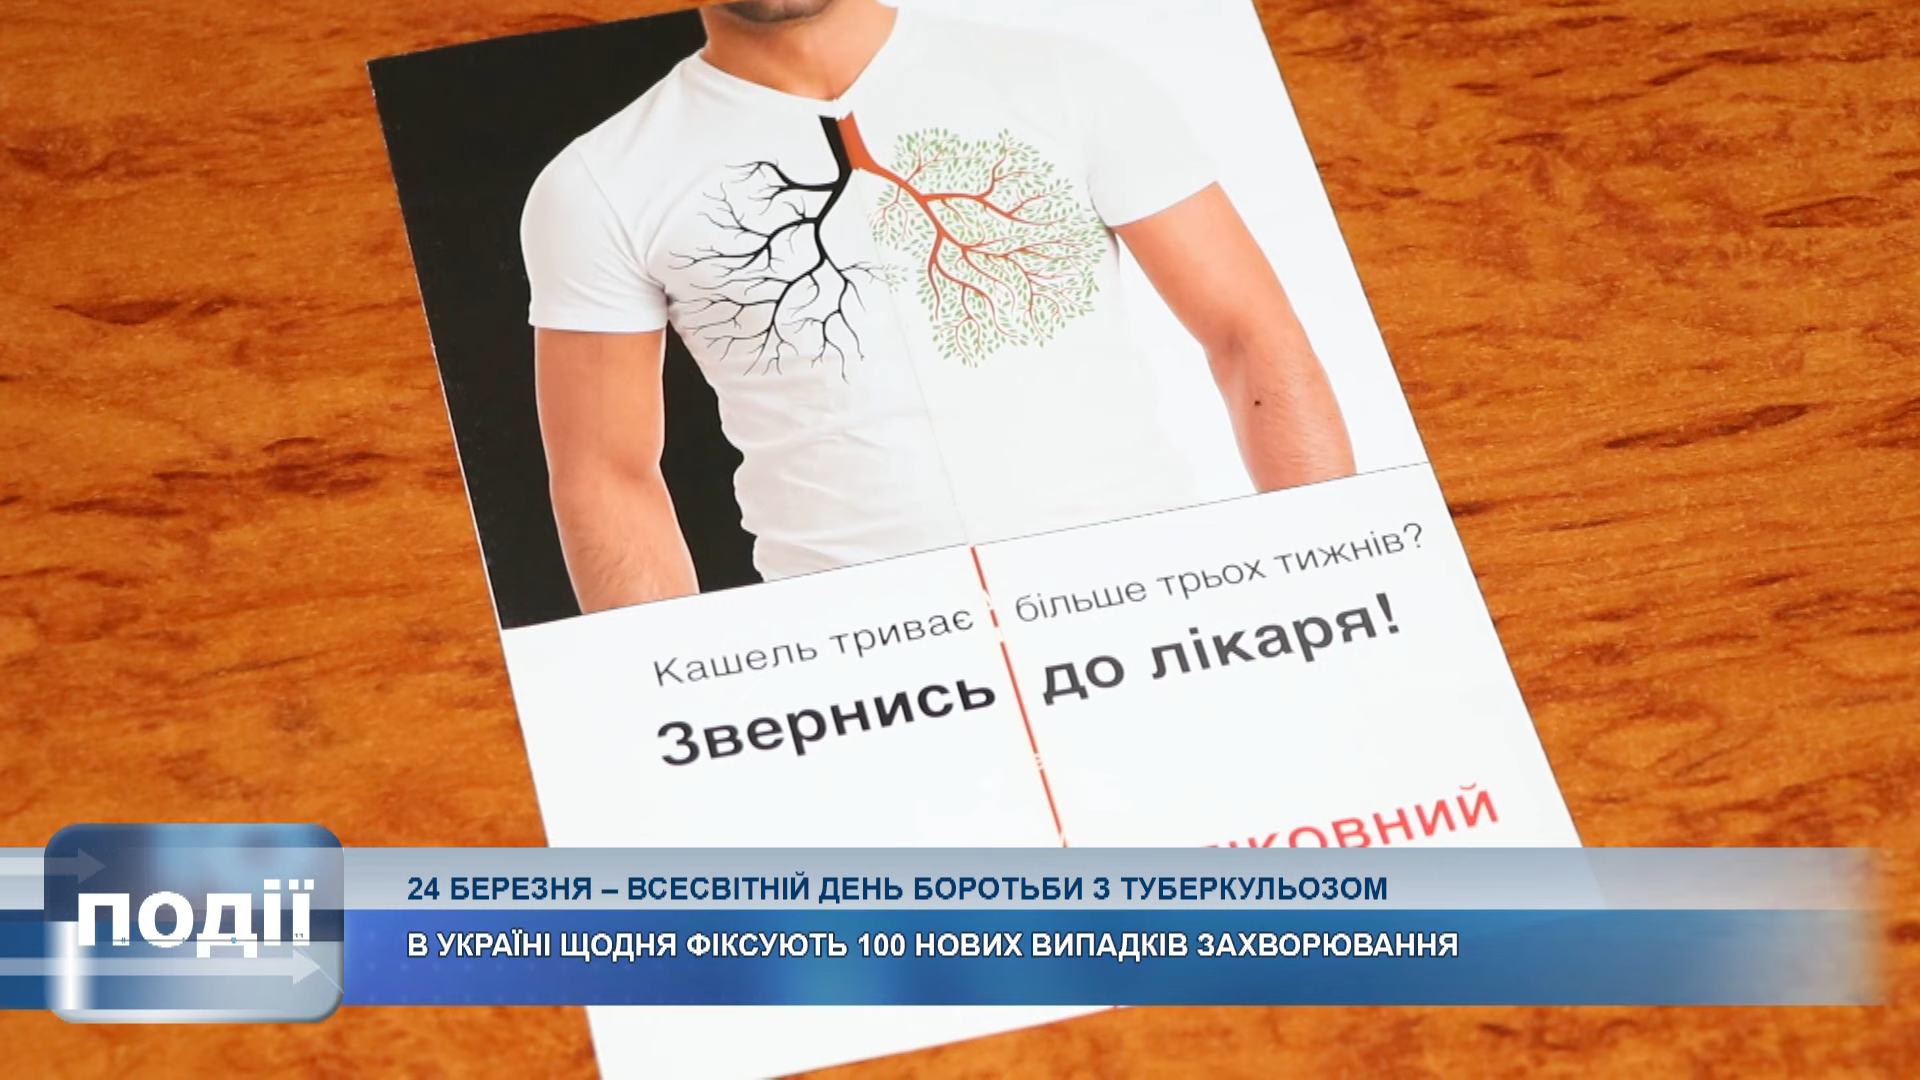 Кашель триває більше трьох тижнів?
Звернись до лікаря!
події
24 БЕРЕЗНЯ – ВСЕСВІТНІЙ ДЕНЬ БОРОТЬБИ З ТУБЕРКУЛЬОЗОМ
В УКРАЇНІ ЩОДНЯ ФІКСУЮТЬ 100 НОВИХ ВИПАДКІВ ЗАХВОРЮВАННЯ